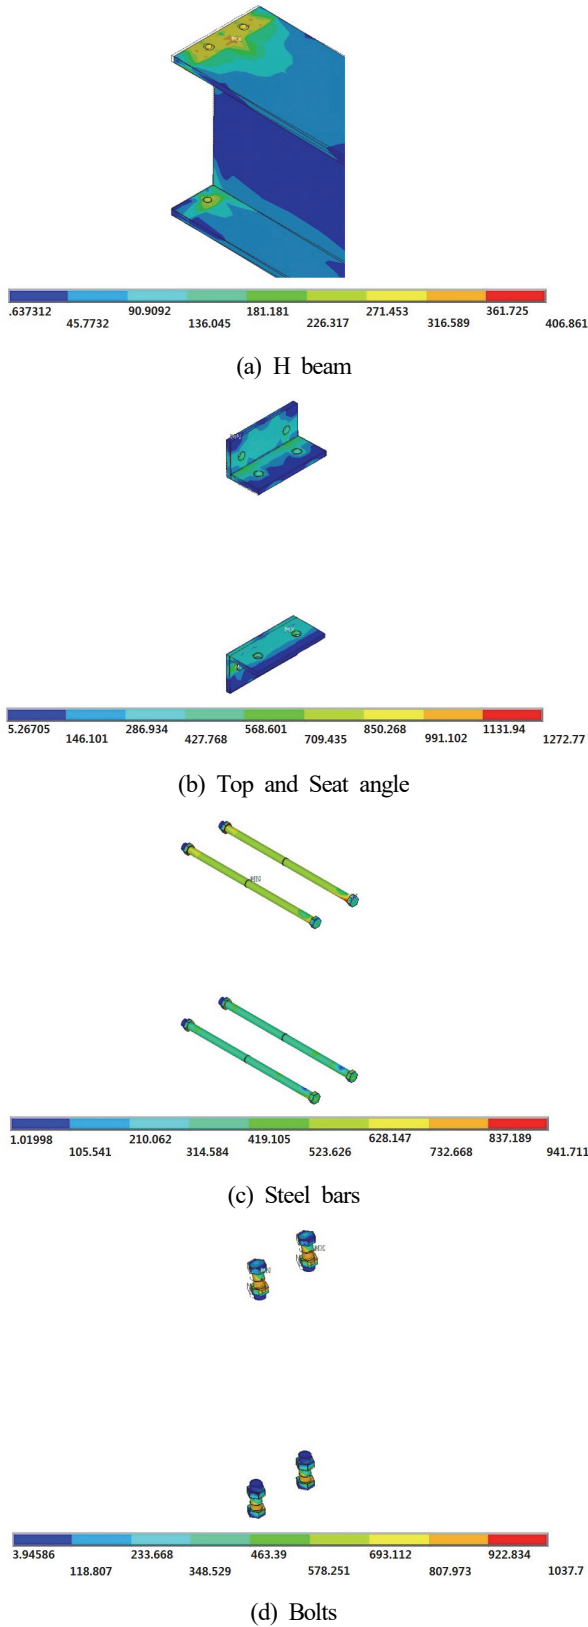 .637312 90.9092 181.181 271.453 361.725
45.7732 136.045 226.317 316.589 406.861
(a) H beam
5.26705 286.934 568.601 850.268 1131.94
146.101 427.768 709.435 991.102 1272.77
(b) Top and Seat angle
MN
1.01998 210.062 419.105 628.147 837.189
105.541 314.584 523.626 732.668 941.711
(c) Steel bars
3.94586 233.668 463.39 693.112 922.834
118.807 348.529 578.251 807.973 1037.7
(d) Bolts